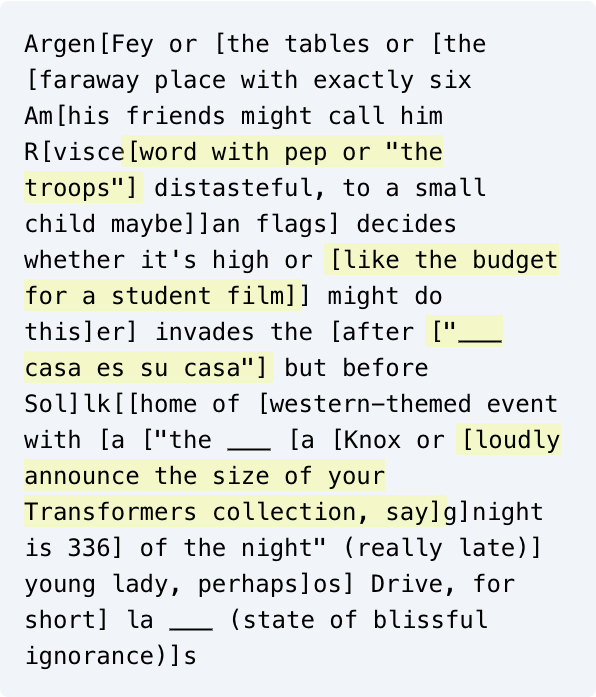 Argen[Fey or [the tables or [the
[faraway place with exactly six
Am[his friends might call him
R[visce[word with pep or "the
troops"] distasteful, to a small
child maybe]]an flags] decides
whether it's high or [like the budget
for a student film]] might do
this]er] invades the [after ["___
casa es su casa"] but before
Sol]lk[[home of [western-themed event
with [a ["the ___ [a [Knox or [loudly
announce the size of your
Transformers collection, say]g]night
is 336] of the night" (really late)]
young lady, perhaps]os] Drive, for
short] la ___ (state of blissful
ignorance)]s